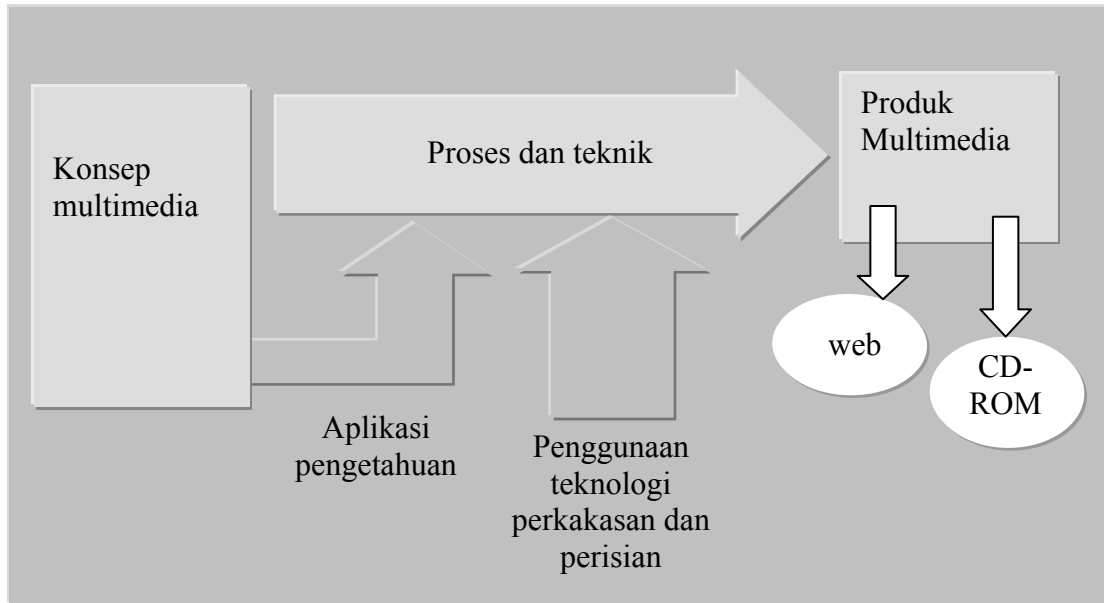 Konsep
multimedia
Proses dan teknik
Produk
Multimedia
web
CD-
ROM
Aplikasi
pengetahuan
Penggunaan
teknologi
perkakasan dan
perisian